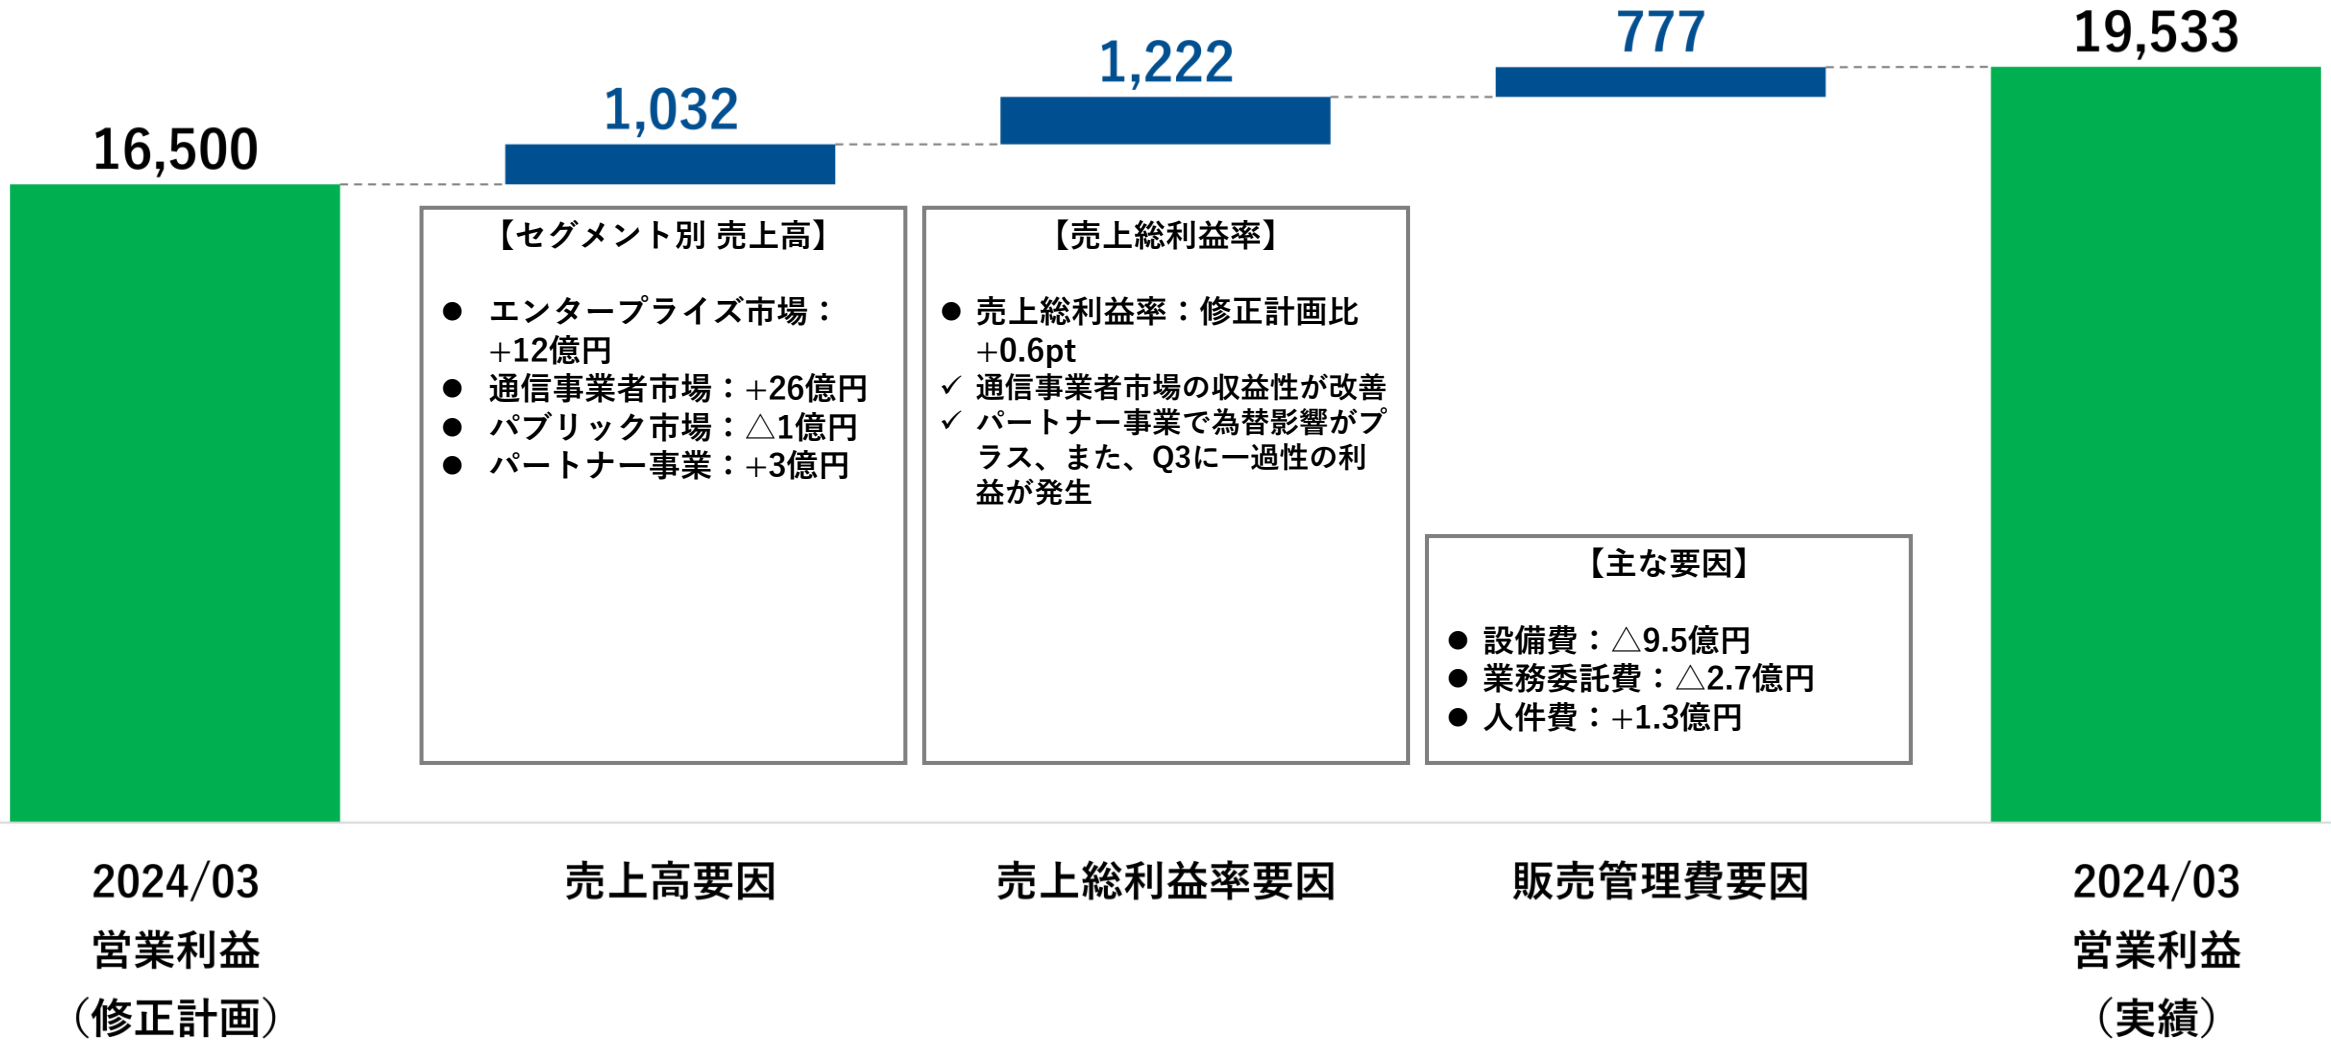 16,500
1,032
1,222
777
19,533
【セグメント別 売上高】
● エンタープライズ市場：
+12億円
● 通信事業者市場：+26億円
● パブリック市場：△1億円
● パートナー事業：+3億円
【売上総利益率】
● 売上総利益率：修正計画比
+0.6pt
✓ 通信事業者市場の収益性が改善
✓ パートナー事業で為替影響がプ
ラス、また、Q3に一過性の利
益が発生
【主な要因】
● 設備費：△9.5億円
● 業務委託費：△2.7億円
● 人件費：+1.3億円
2024/03
営業利益
（修正計画）
売上高要因
売上総利益率要因
販売管理費要因
2024/03
営業利益
（実績）